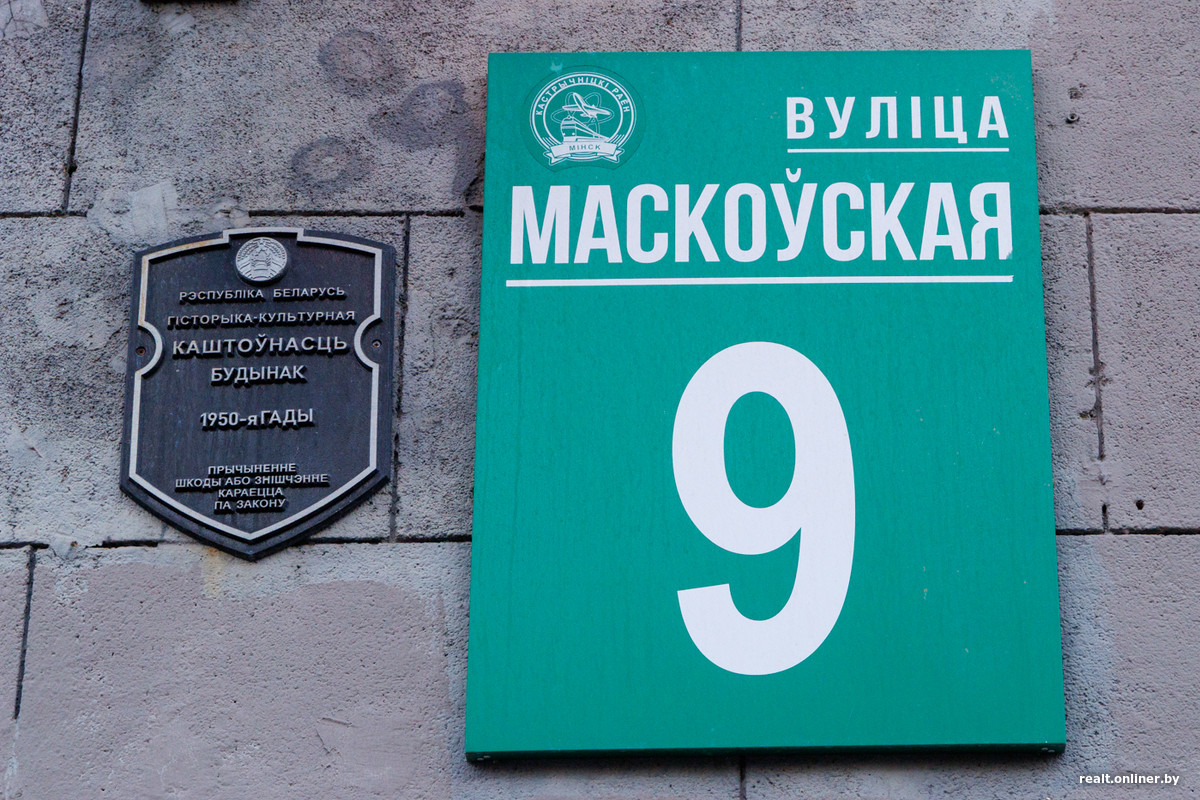 РЭСПУБЛІКА БЕЛАРУСЬ
ГІСТОРЫКА-КУЛЬТУРНАЯ
КАШТОЎНАСЦЬ
БУДЫНАК
1950-я ГАДЫ
ПРЫЧЫНЕННЕ
ШКОДЫ АБО ЗНІШЧЭННЕ
КАРАЕЦЦА
ПА ЗАКОНУ
КАСТРЫЧНІЦКІ РАЁН
МІНСК
ВУЛІЦА
МАСКОЎСКАЯ
9
realt.onliner.by